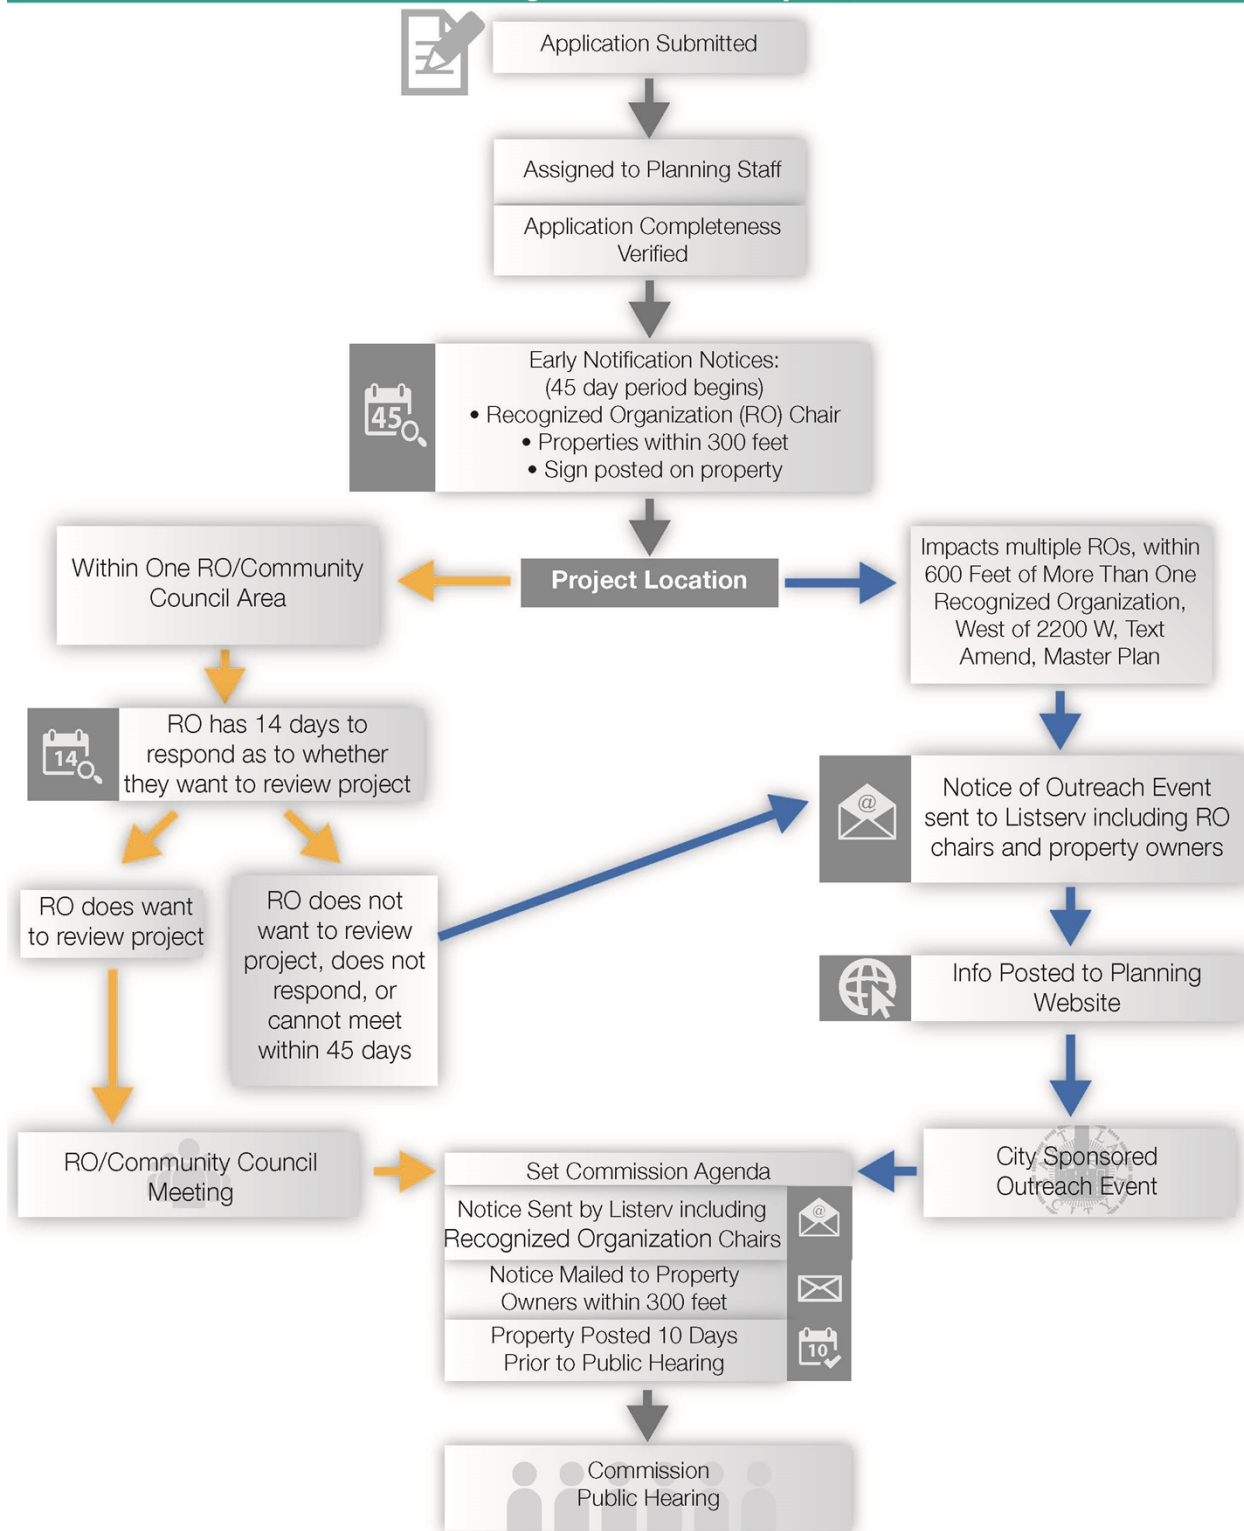 Application Submitted
Assigned to Planning Staff
Application Completeness
Verified
Early Notification Notices:
(45 day period begins)
• Recognized Organization (RO) Chair
• Properties within 300 feet
• Sign posted on property
45
Project Location
Within One RO/Community
Council Area
Impacts multiple ROs, within
600 Feet of More Than One
Recognized Organization,
West of 2200 W, Text
Amend, Master Plan
14
RO has 14 days to
respond as to whether
they want to review project
@
Notice of Outreach Event
sent to Listserv including RO
chairs and property owners
RO does want
to review project
RO does not
want to review
project, does not
respond, or
cannot meet
within 45 days
Info Posted to Planning
Website
RO/Community Council
Meeting
City Sponsored
Outreach Event
Set Commission Agenda
Notice Sent by Listerv including
Recognized Organization Chairs
@
Notice Mailed to Property
Owners within 300 feet
Property Posted 10 Days
Prior to Public Hearing
10
Commission
Public Hearing